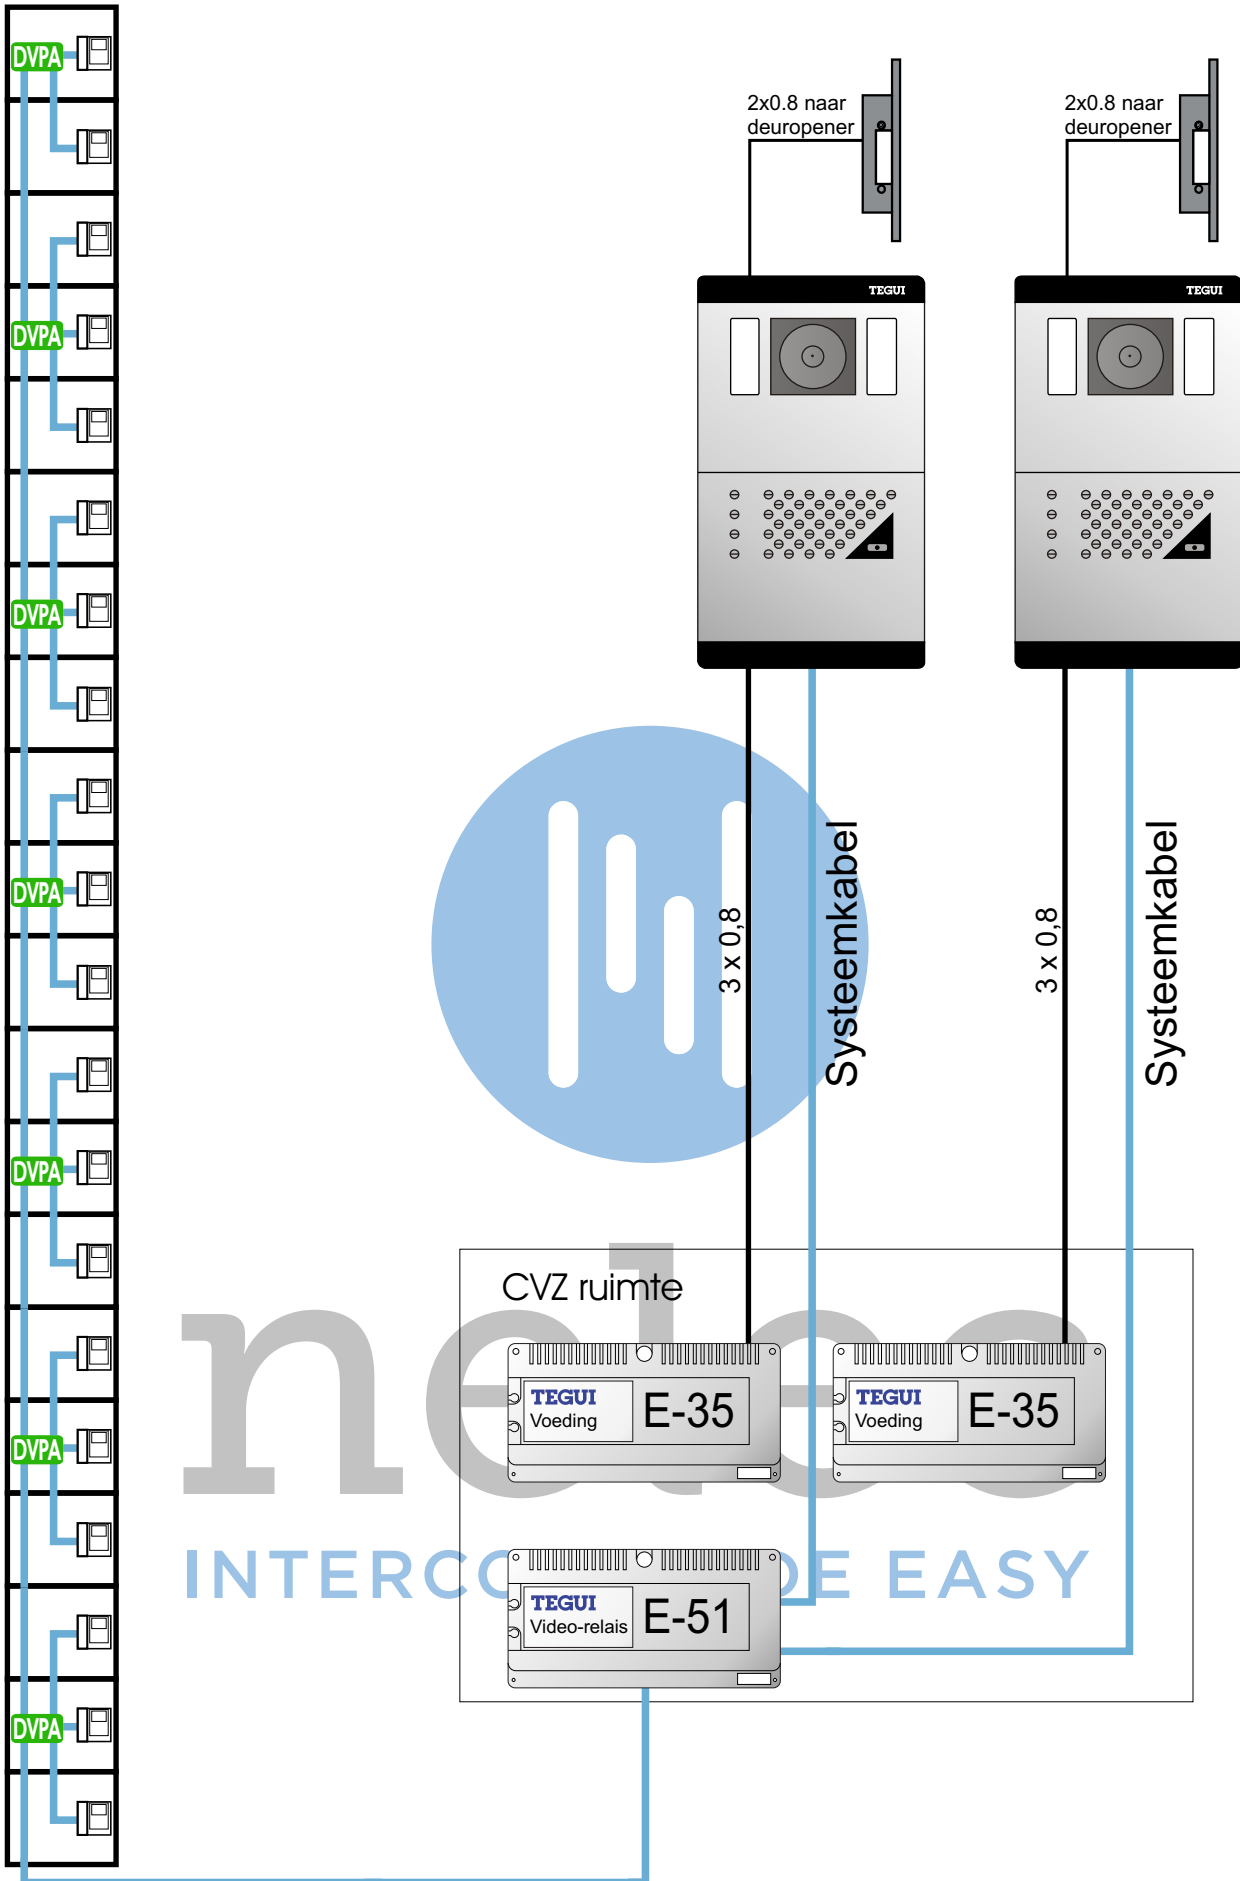 DVPA
2x0.8 naar
deuropener
2x0.8 naar
deuropener
TEGUI
TEGUI
DVPA
DVPA
DVPA
3 x 0,8
Systeemkabel
3 x 0,8
Systeemkabel
DVPA
CVZ ruimte
TEGUI
Voeding
E-35
TEGUI
Voeding
E-35
DVPA
INTERCO DE EASY
TEGUI
Video-relais
E-51
DVPA